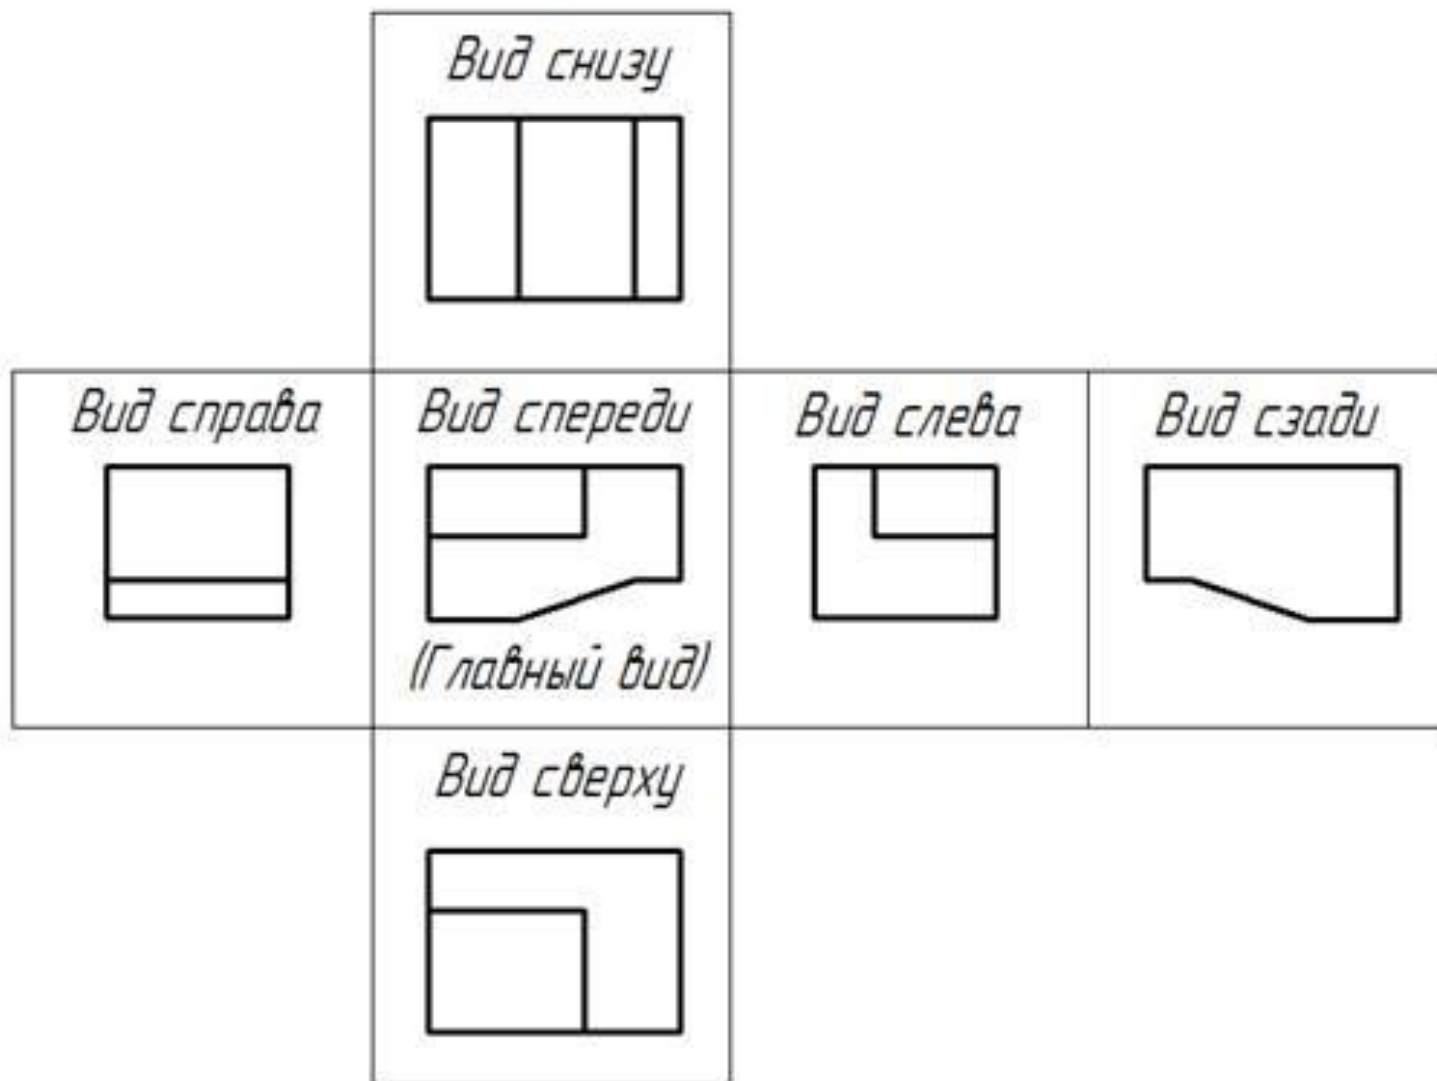 Вид снизу
Вид справа
Вид спереди
Вид слева
Вид сзади
(Главный вид)
Вид сверху